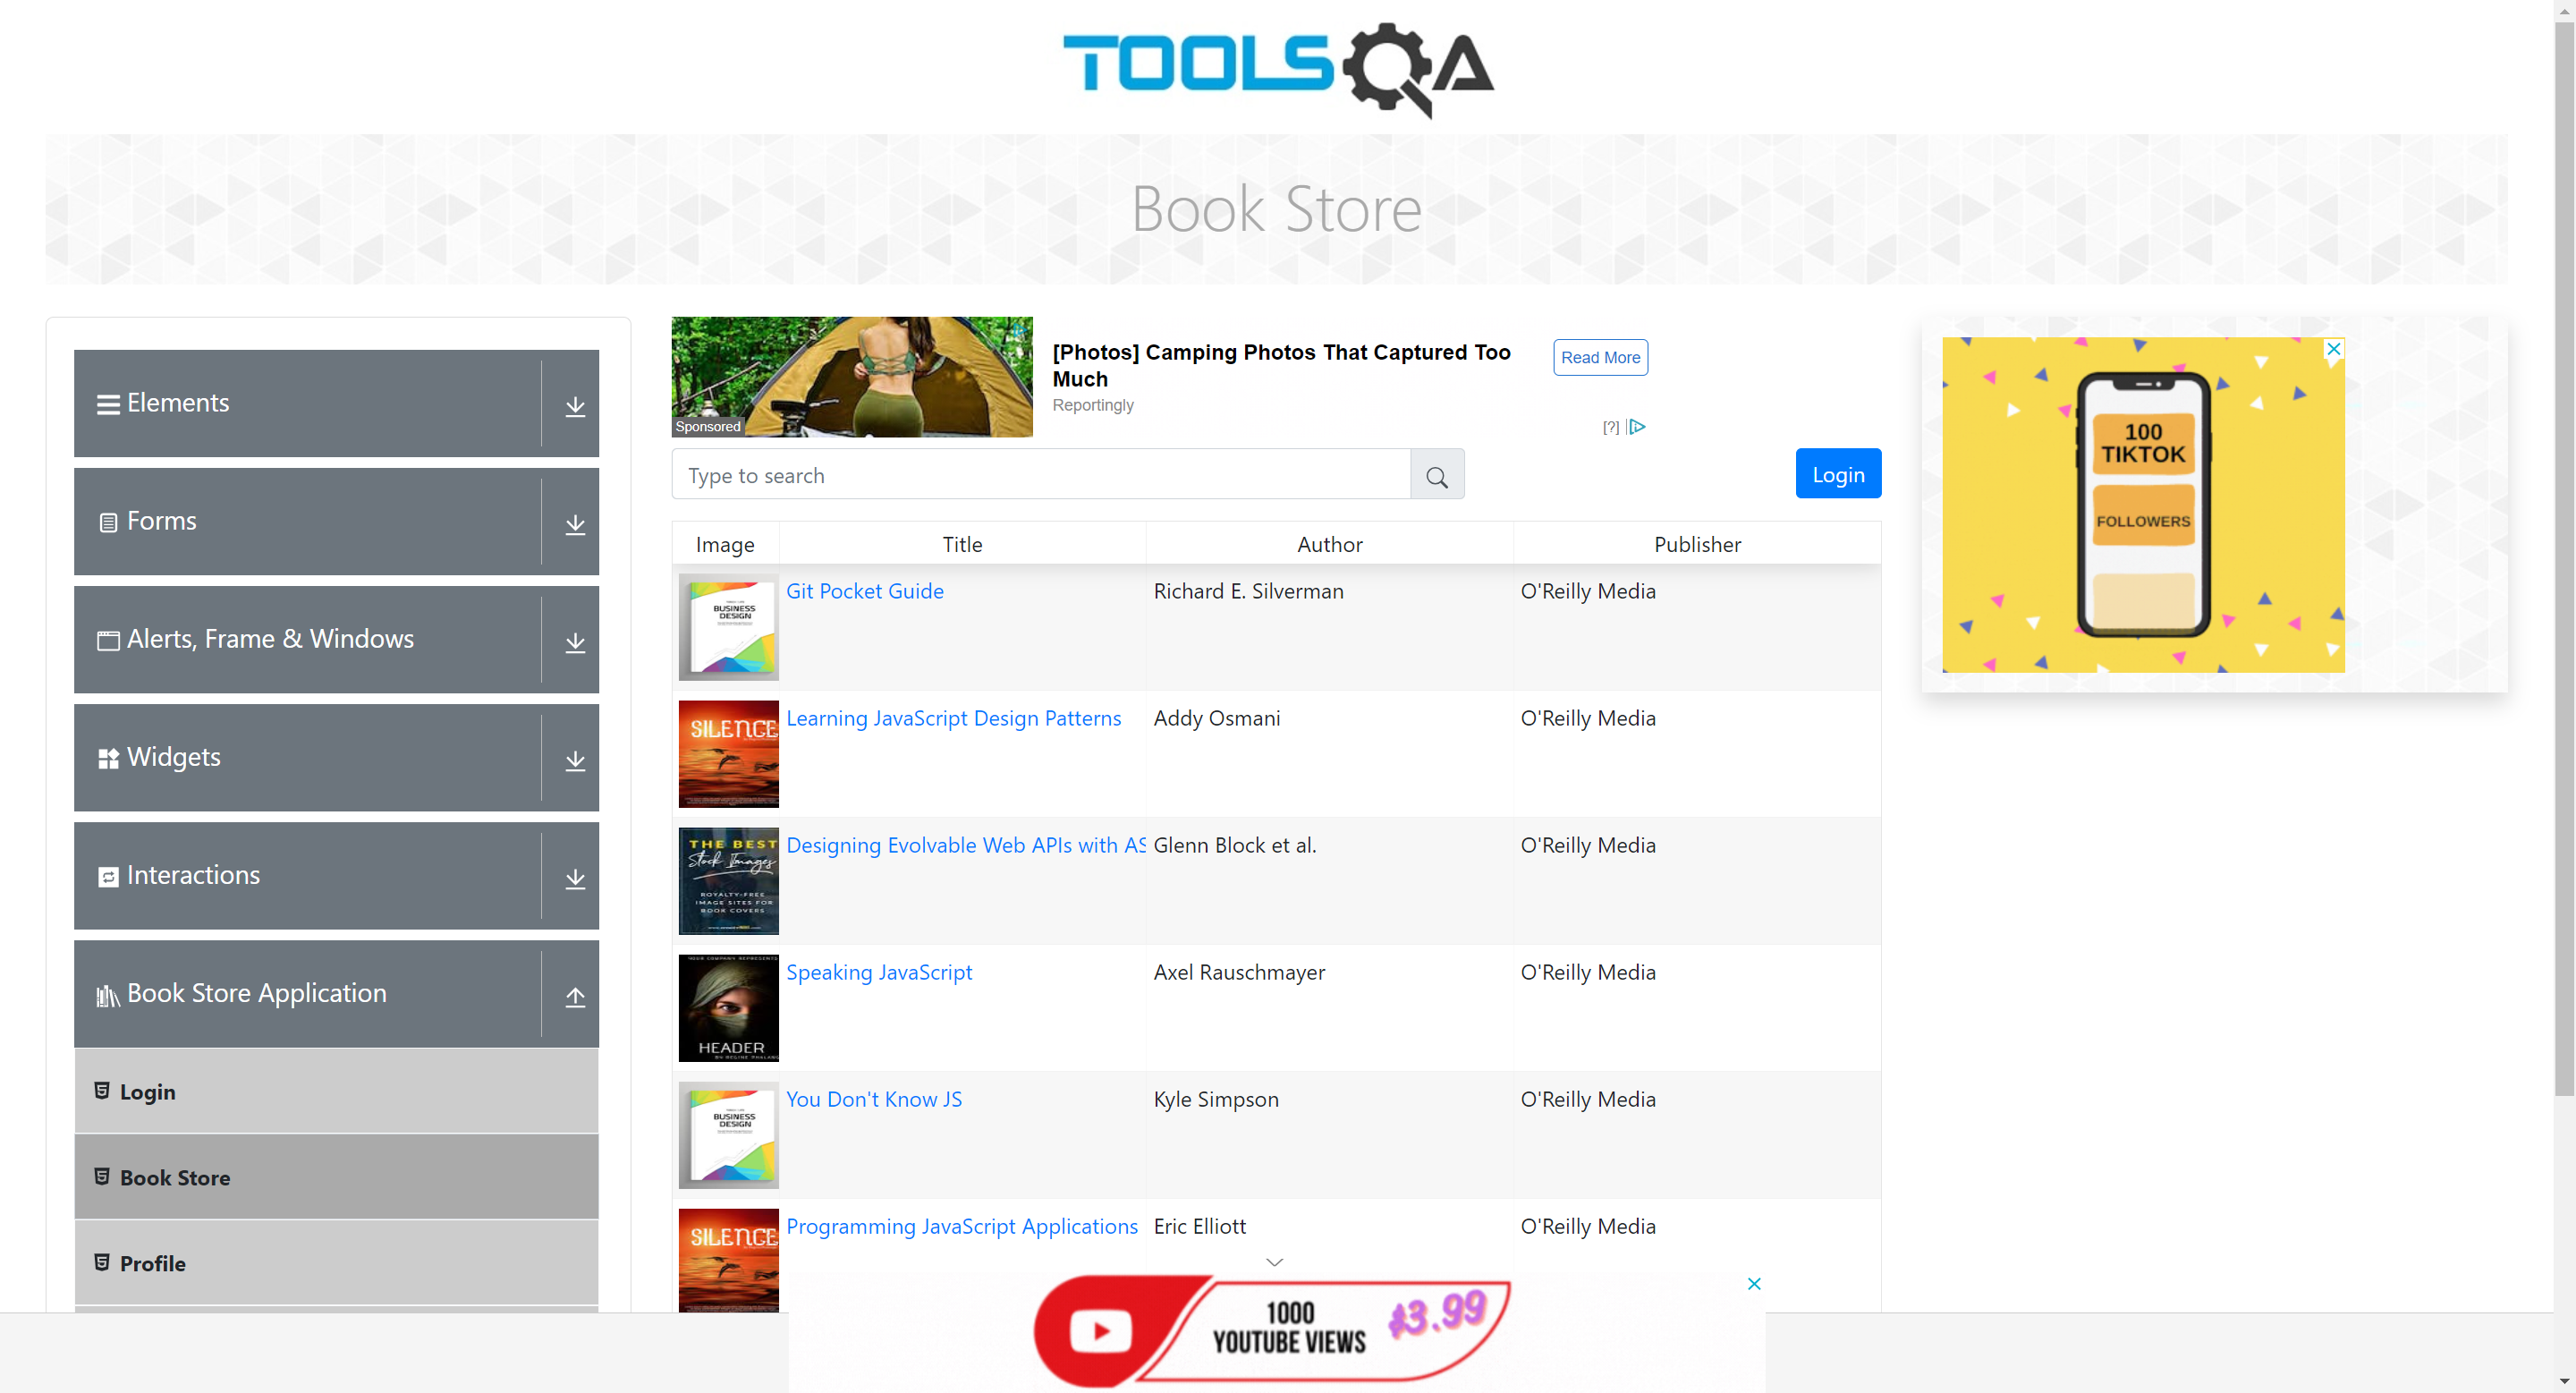 TOOLSQA
Book Store
Elements
Forms
Alerts, Frame & Windows
Widgets
Interactions
Book Store Application
Login
Book Store
Profile
Sponsored
[Photos] Camping Photos That Captured Too
Much
Reportingly
Read More
[?]
Type to search
Login
Image Title Author Publisher
BUSINESS
DESIGN
Git Pocket Guide Richard E. Silverman O'Reilly Media
SILENCE
Learning JavaScript Design Patterns Addy Osmani O'Reilly Media
THE BEST
Stock Images
ROYALTY-FREE
IMAGE SITES FOR
BOOK COVERS
Designing Evolvable Web APIs with AS Glenn Block et al. O'Reilly Media
YOUR COMPANY REPRESENTS
HEADER
Speaking JavaScript Axel Rauschmayer O'Reilly Media
BUSINESS
DESIGN
You Don't Know JS Kyle Simpson O'Reilly Media
SILENCE
Programming JavaScript Applications Eric Elliott O'Reilly Media
100
TIKTOK
FOLLOWERS
1000
YOUTUBE VIEWS
$3.99